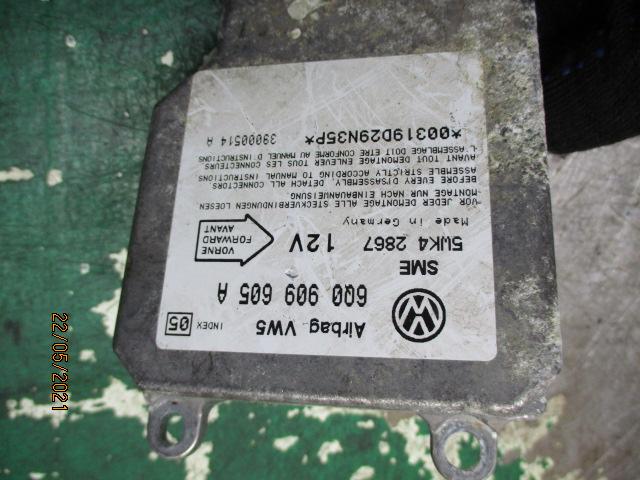 Airbag VW5 INDEX 05
6Q0 909 605 A
SME
5WK4 2867 12V
VORNE
FORWARD
AVANT
Made in Germany
VOR JEDER DEMONTAGE ALLE STECKVERBINDUNGEN LOESEN
-MONTAGE NUR NACH EINBAUANWEISUNG
BEFORE EVERY DISASSEMBLY, DETACH ALL CONNECTORS
ASSEMBLE STRICTLY ACCORDING TO MANUAL INSTRUCTIONS
AVANT TOUT DEMONTAGE ENLEVER TOUS LES CONNECTEURS
-L'ASSEMBLAGE DOIT ETRE CONFORME AU MANUEL D INSTRUCTIONS
*00319D29N35P* 39000514 A
22/05/2021